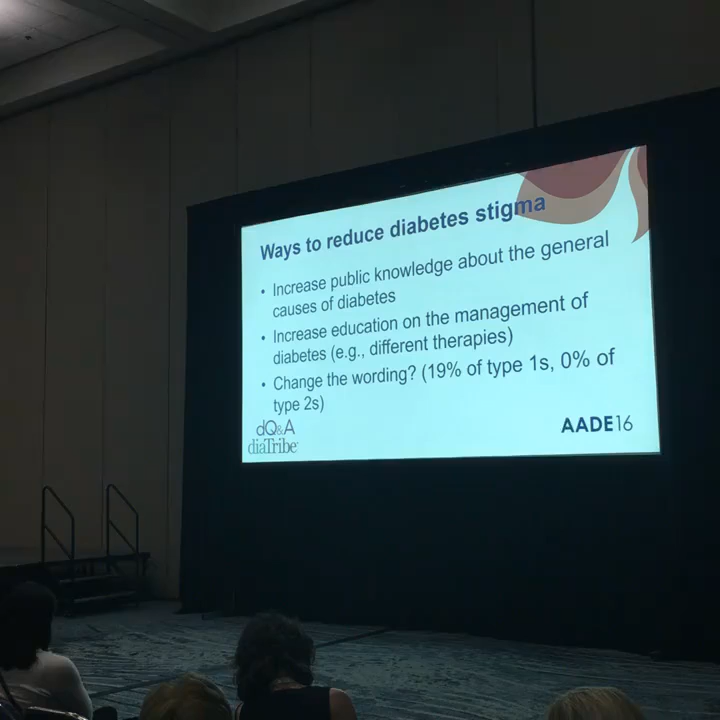 Ways to reduce diabetes stigma
• Increase public knowledge about the general
causes of diabetes
• Increase education on the management of
diabetes (e.g., different therapies)
• Change the wording? (19% of type 1s, 0% of
type 2s)
dQ&A
diaTribe
AADE16